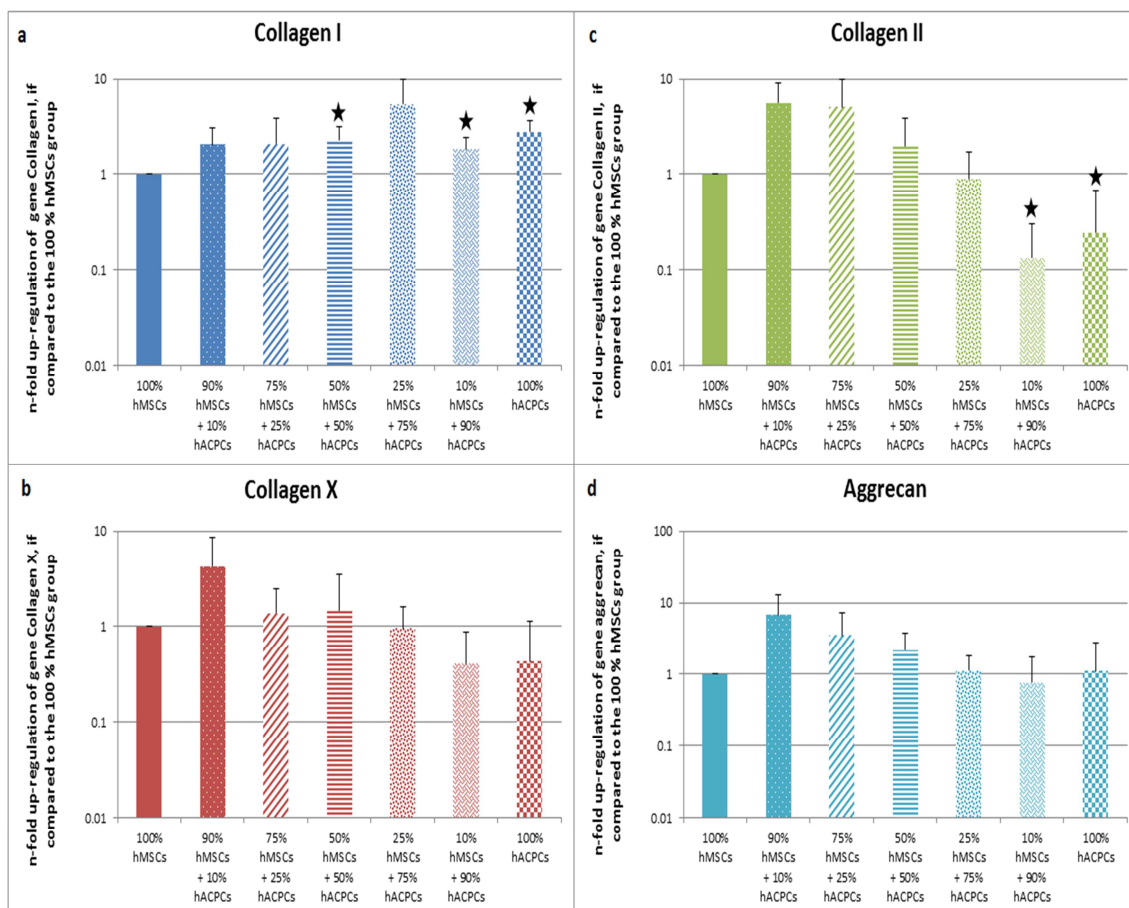 a
Collagen I
n-fold up-regulation of gene Collagen I, if
compared to the 100 % hMSCs group
10
1
0.1
0.01
100%
hMSCs
90%
hMSCs
+ 10%
hACPCs
75%
hMSCs
+ 25%
hACPCs
50%
hMSCs
+ 50%
hACPCs
25%
hMSCs
+ 75%
hACPCs
10%
hMSCs
+ 90%
hACPCs
100%
hACPCs
c
Collagen II
n-fold up-regulation of gene Collagen II, if
compared to the 100 % hMSCs group
10
1
0.1
0.01
100%
hMSCs
90%
hMSCs
+ 10%
hACPCs
75%
hMSCs
+ 25%
hACPCs
50%
hMSCs
+ 50%
hACPCs
25%
hMSCs
+ 75%
hACPCs
10%
hMSCs
+ 90%
hACPCs
100%
hACPCs
b
Collagen X
n-fold up-regulation of gene Collagen X, if
compared to the 100 % hMSCs group
10
1
0.1
0.01
100%
hMSCs
90%
hMSCs
+ 10%
hACPCs
75%
hMSCs
+ 25%
hACPCs
50%
hMSCs
+ 50%
hACPCs
25%
hMSCs
+ 75%
hACPCs
10%
hMSCs
+ 90%
hACPCs
100%
hACPCs
d
Aggrecan
n-fold up-regulation of gene aggrecan, if
compared to the 100 % hMSCs group
100
10
1
0.1
0.01
100%
hMSCs
90%
hMSCs
+ 10%
hACPCs
75%
hMSCs
+ 25%
hACPCs
50%
hMSCs
+ 50%
hACPCs
25%
hMSCs
+ 75%
hACPCs
10%
hMSCs
+ 90%
hACPCs
100%
hACPCs